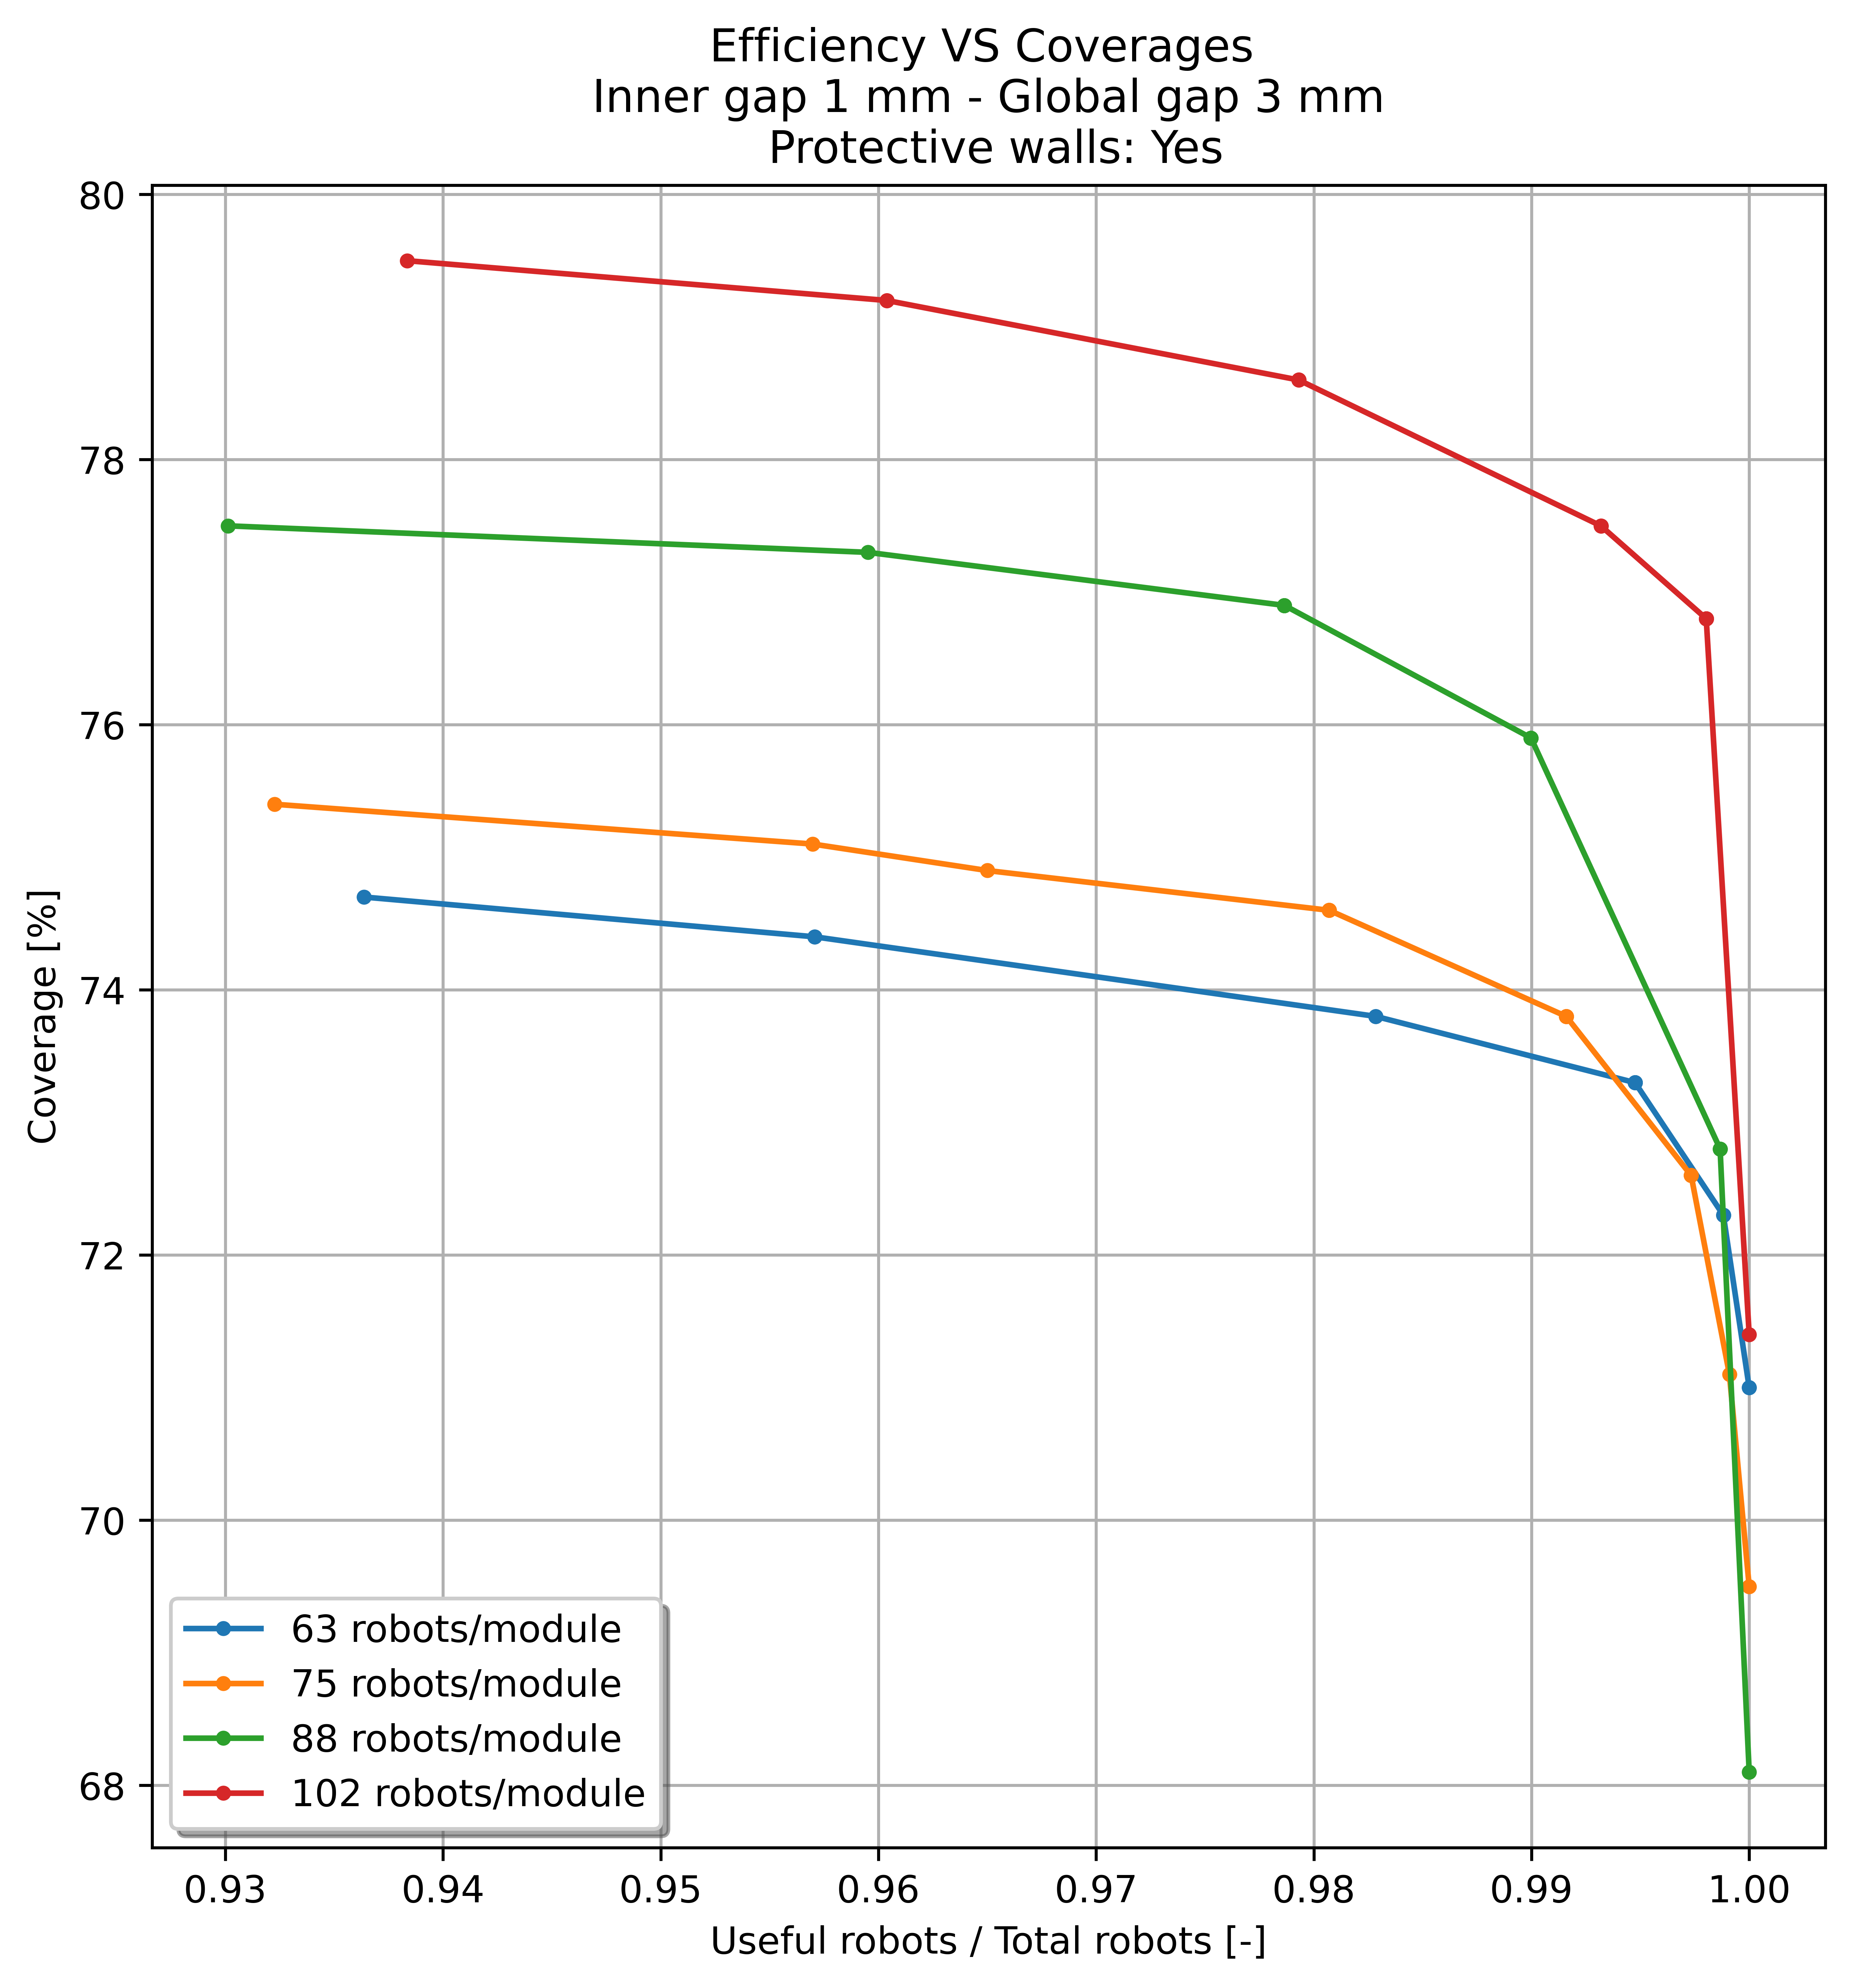 Efficiency VS Coverages
Inner gap 1 mm - Global gap 3 mm
Protective walls: Yes
80
78
76
74
72
70
68
Coverage [%]
63 robots/module
75 robots/module
88 robots/module
102 robots/module
0.93 0.94 0.95 0.96 0.97 0.98 0.99 1.00
Useful robots / Total robots [-]